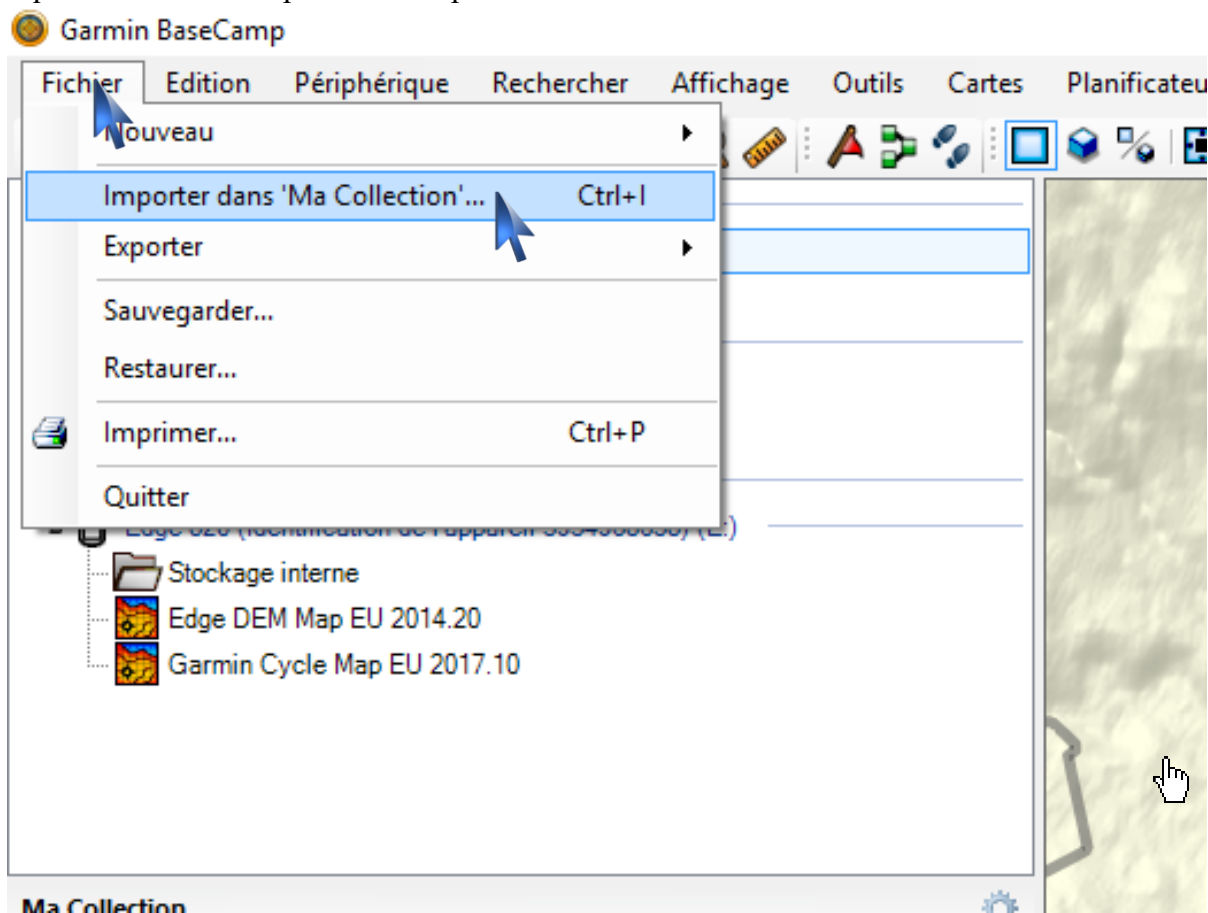 Garmin BaseCamp
Fichier Edition Périphérique Rechercher Affichage Outils Cartes Planificateu
Nouveau
Importer dans 'Ma Collection'... Ctrl+I
Exporter
Sauvegarder...
Restaurer...
Imprimer... Ctrl+P
Quitter
(E:)
Stockage interne
Edge DEM Map EU 2014.20
Garmin Cycle Map EU 2017.10
Ma Collection